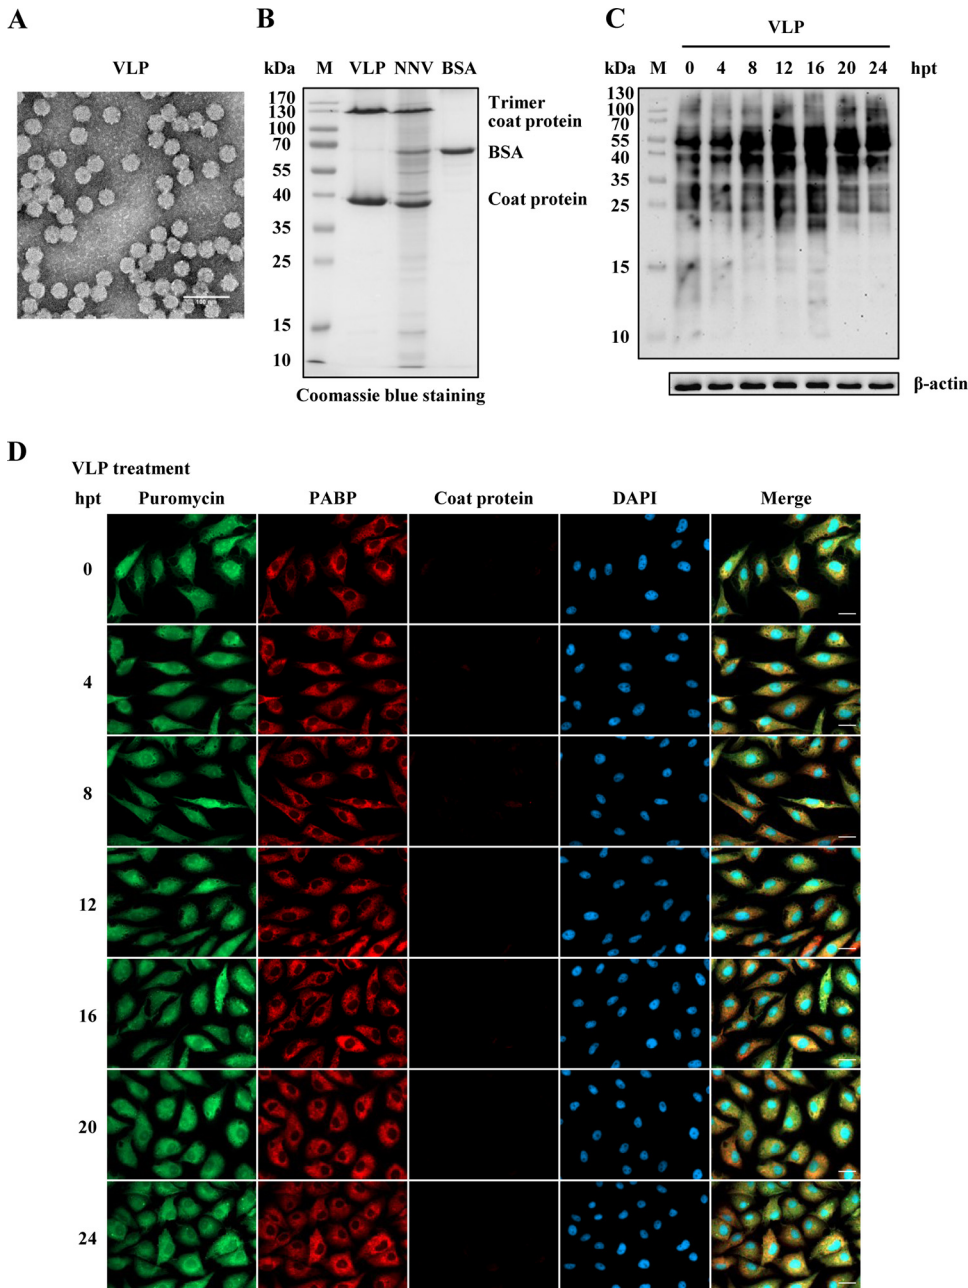 A
VLP
100 nm
B
kDa M VLP NNV BSA
170
130
100
70
55
40
35
25
15
10
Trimer
coat protein
BSA
Coat protein
Coomassie blue staining
C
VLP
kDa M 0 4 8 12 16 20 24 hpt
130
100
70
55
40
35
25
15
10
β-actin
D
VLP treatment
hpt Puromycin PABP Coat protein DAPI Merge
0
4
8
12
16
20
24